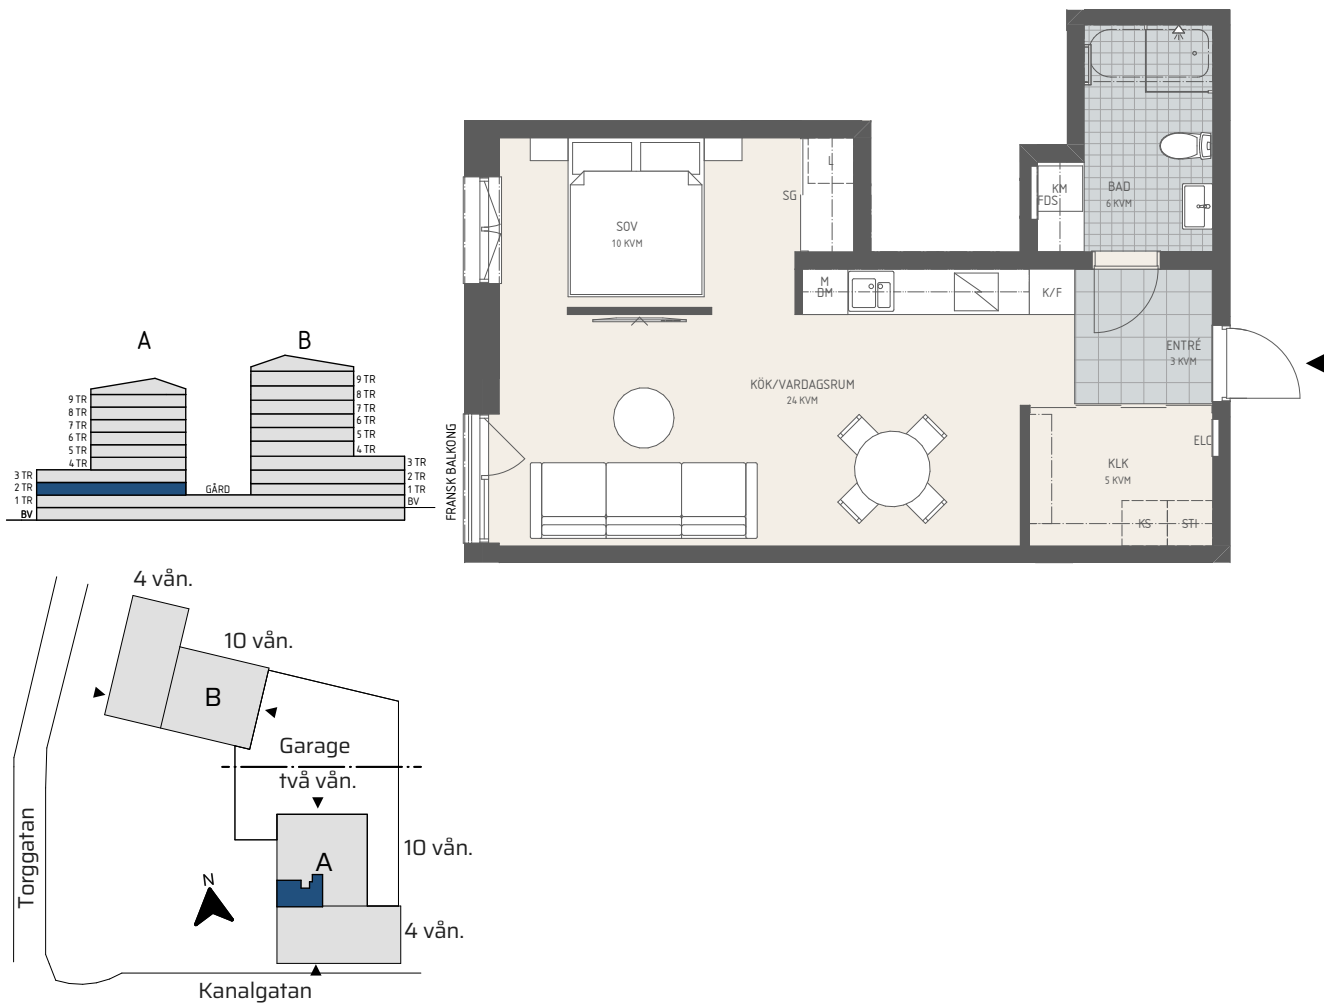 L
SG
SOV
10 KVM
KM
FDS
BAD
6 KVM
M
DM
K/F
ENTRÉ
3 KVM
KÖK/VARDAGSRUM
24 KVM
FRANSK BALKONG
ELC
KLK
5 KVM
KS
STI
A
B
9 TR
8 TR
7 TR
6 TR
5 TR
4 TR
3 TR
2 TR
1 TR
BV
GÅRD
9 TR
8 TR
7 TR
6 TR
5 TR
4 TR
3 TR
2 TR
1 TR
BV
4 vån.
10 vån.
B
Garage
två vån.
A
10 vån.
4 vån.
N
Torggatan
Kanalgatan